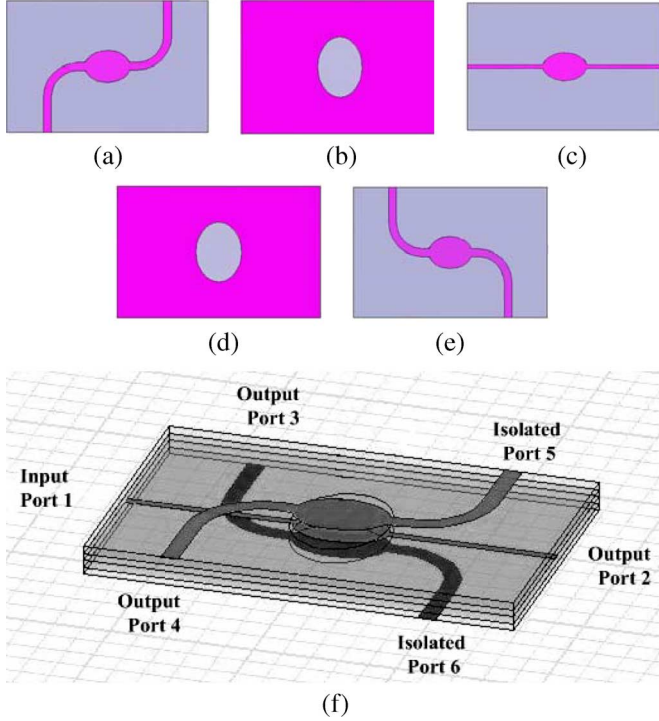 (a)
(b)
(c)
(d)
(e)
Output
Port 3
Isolated
Port 5
Input
Port 1
Output
Port 2
Output
Port 4
Isolated
Port 6
(f)